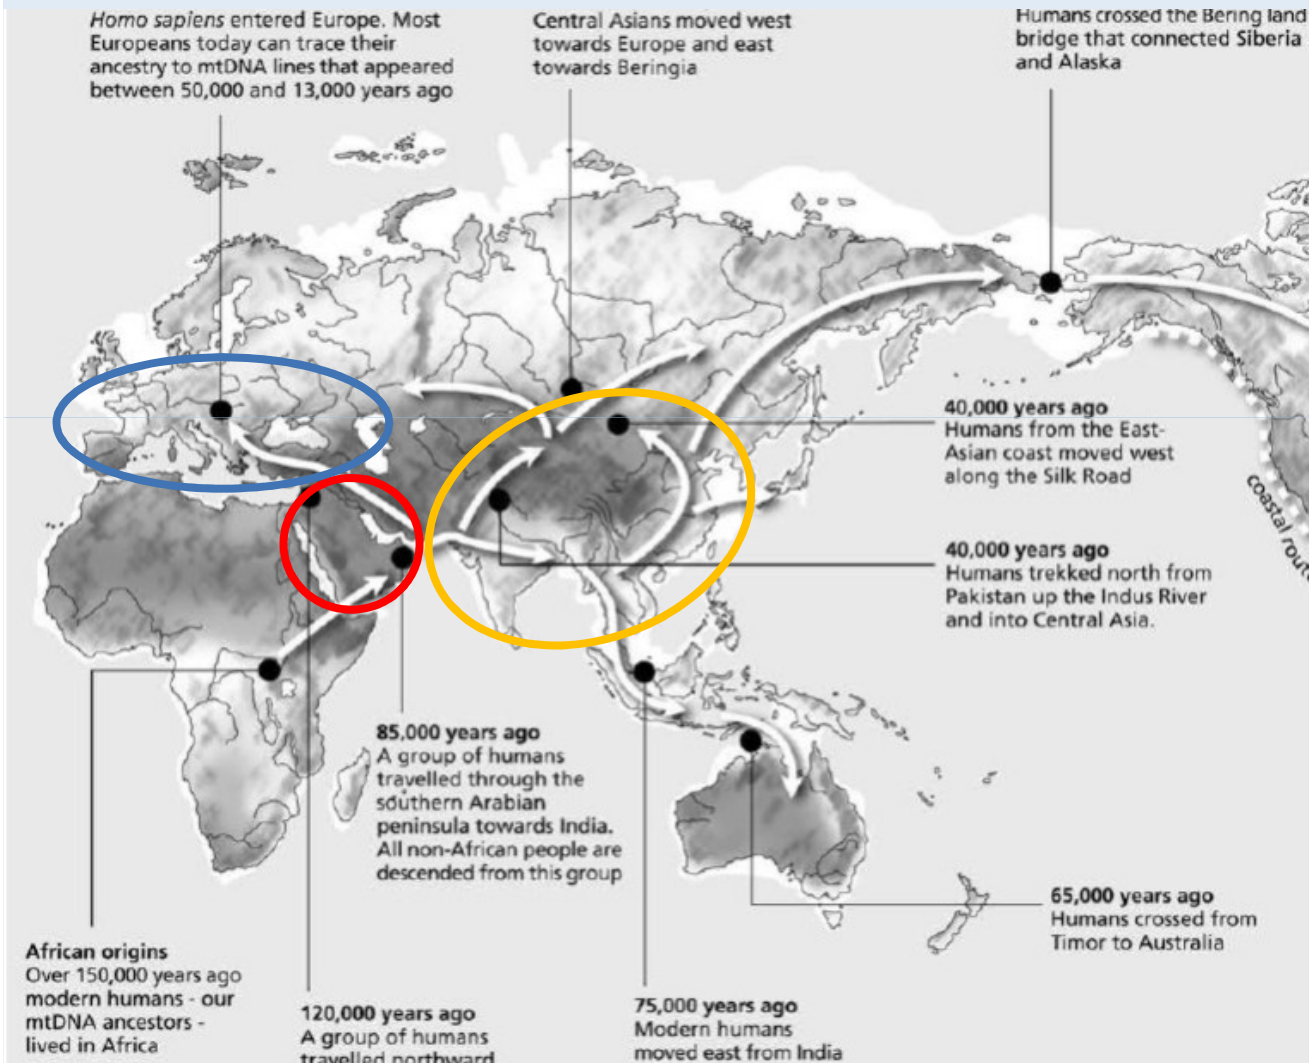 Homo sapiens entered Europe. Most
Europeans today can trace their
ancestry to mtDNA lines that appeared
between 50,000 and 13,000 years ago
Central Asians moved west
towards Europe and east
towards Beringia
Humans crossed the Bering land
bridge that connected Siberia
and Alaska
40,000 years ago
Humans from the East-
Asian coast moved west
along the Silk Road
coastal route
40,000 years ago
Humans trekked north from
Pakistan up the Indus River
and into Central Asia.
85,000 years ago
A group of humans
travelled through the
southern Arabian
peninsula towards India.
All non-African people are
descended from this group
65,000 years ago
Humans crossed from
Timor to Australia
African origins
Over 150,000 years ago
modern humans - our
mtDNA ancestors -
lived in Africa
120,000 years ago
A group of humans
travelled northward
75,000 years ago
Modern humans
moved east from India